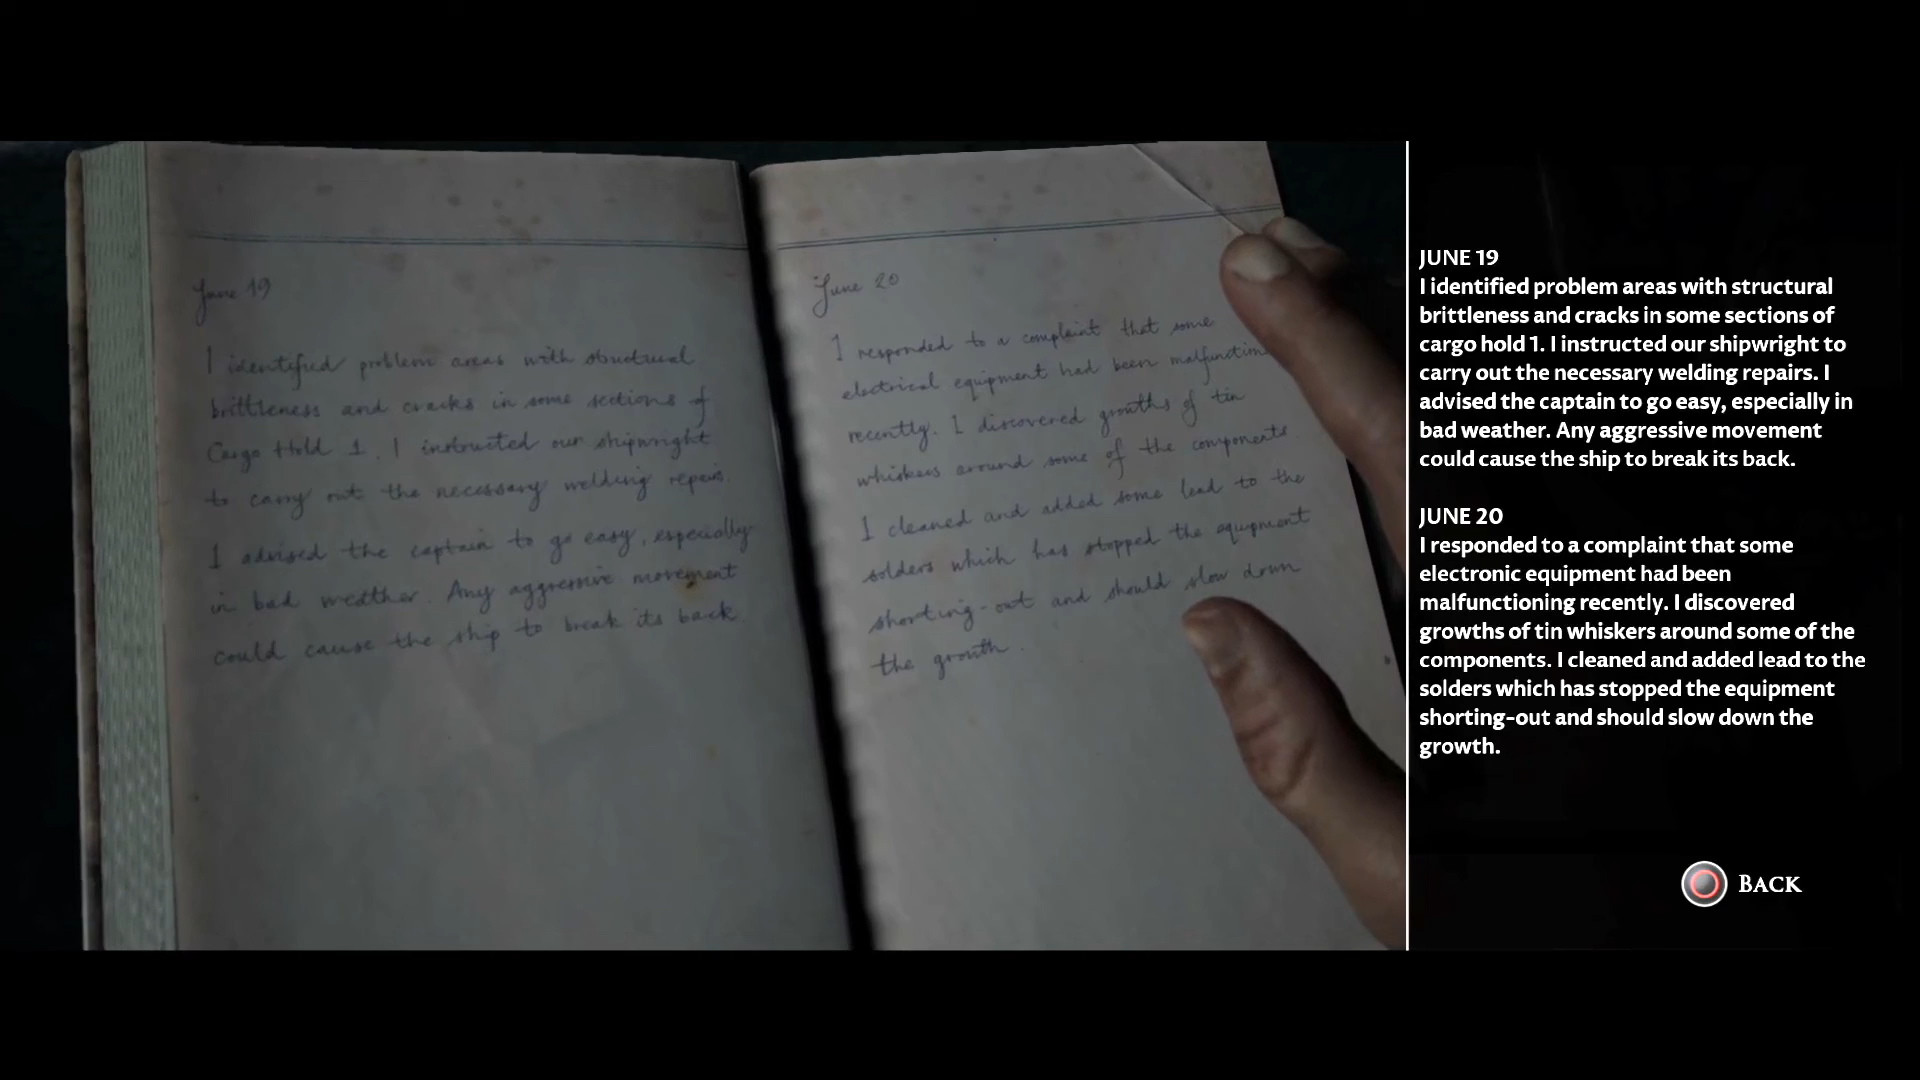 June 19
I identified problem areas with structural
brittleness and cracks in some sections of
Cargo Hold 1. I instructed our shipwright
to carry out the necessary welding repairs.
I advised the captain to go easy, especially
in bad weather. Any aggressive movement
could cause the ship to break its back
June 20
I responded to a complaint that some
electrical equipment had been malfunction
recently. I discovered growths of tin
whiskers around some of the components.
I cleaned and added some lead to the
solders which has stopped the equipment
shorting-out and should slow down
the growth.
JUNE 19
I identified problem areas with structural
brittleness and cracks in some sections of
cargo hold 1. I instructed our shipwright to
carry out the necessary welding repairs. I
advised the captain to go easy, especially in
bad weather. Any aggressive movement
could cause the ship to break its back.
JUNE 20
I responded to a complaint that some
electronic equipment had been
malfunctioning recently. I discovered
growths of tin whiskers around some of the
components. I cleaned and added lead to the
solders which has stopped the equipment
shorting-out and should slow down the
growth.
BACK